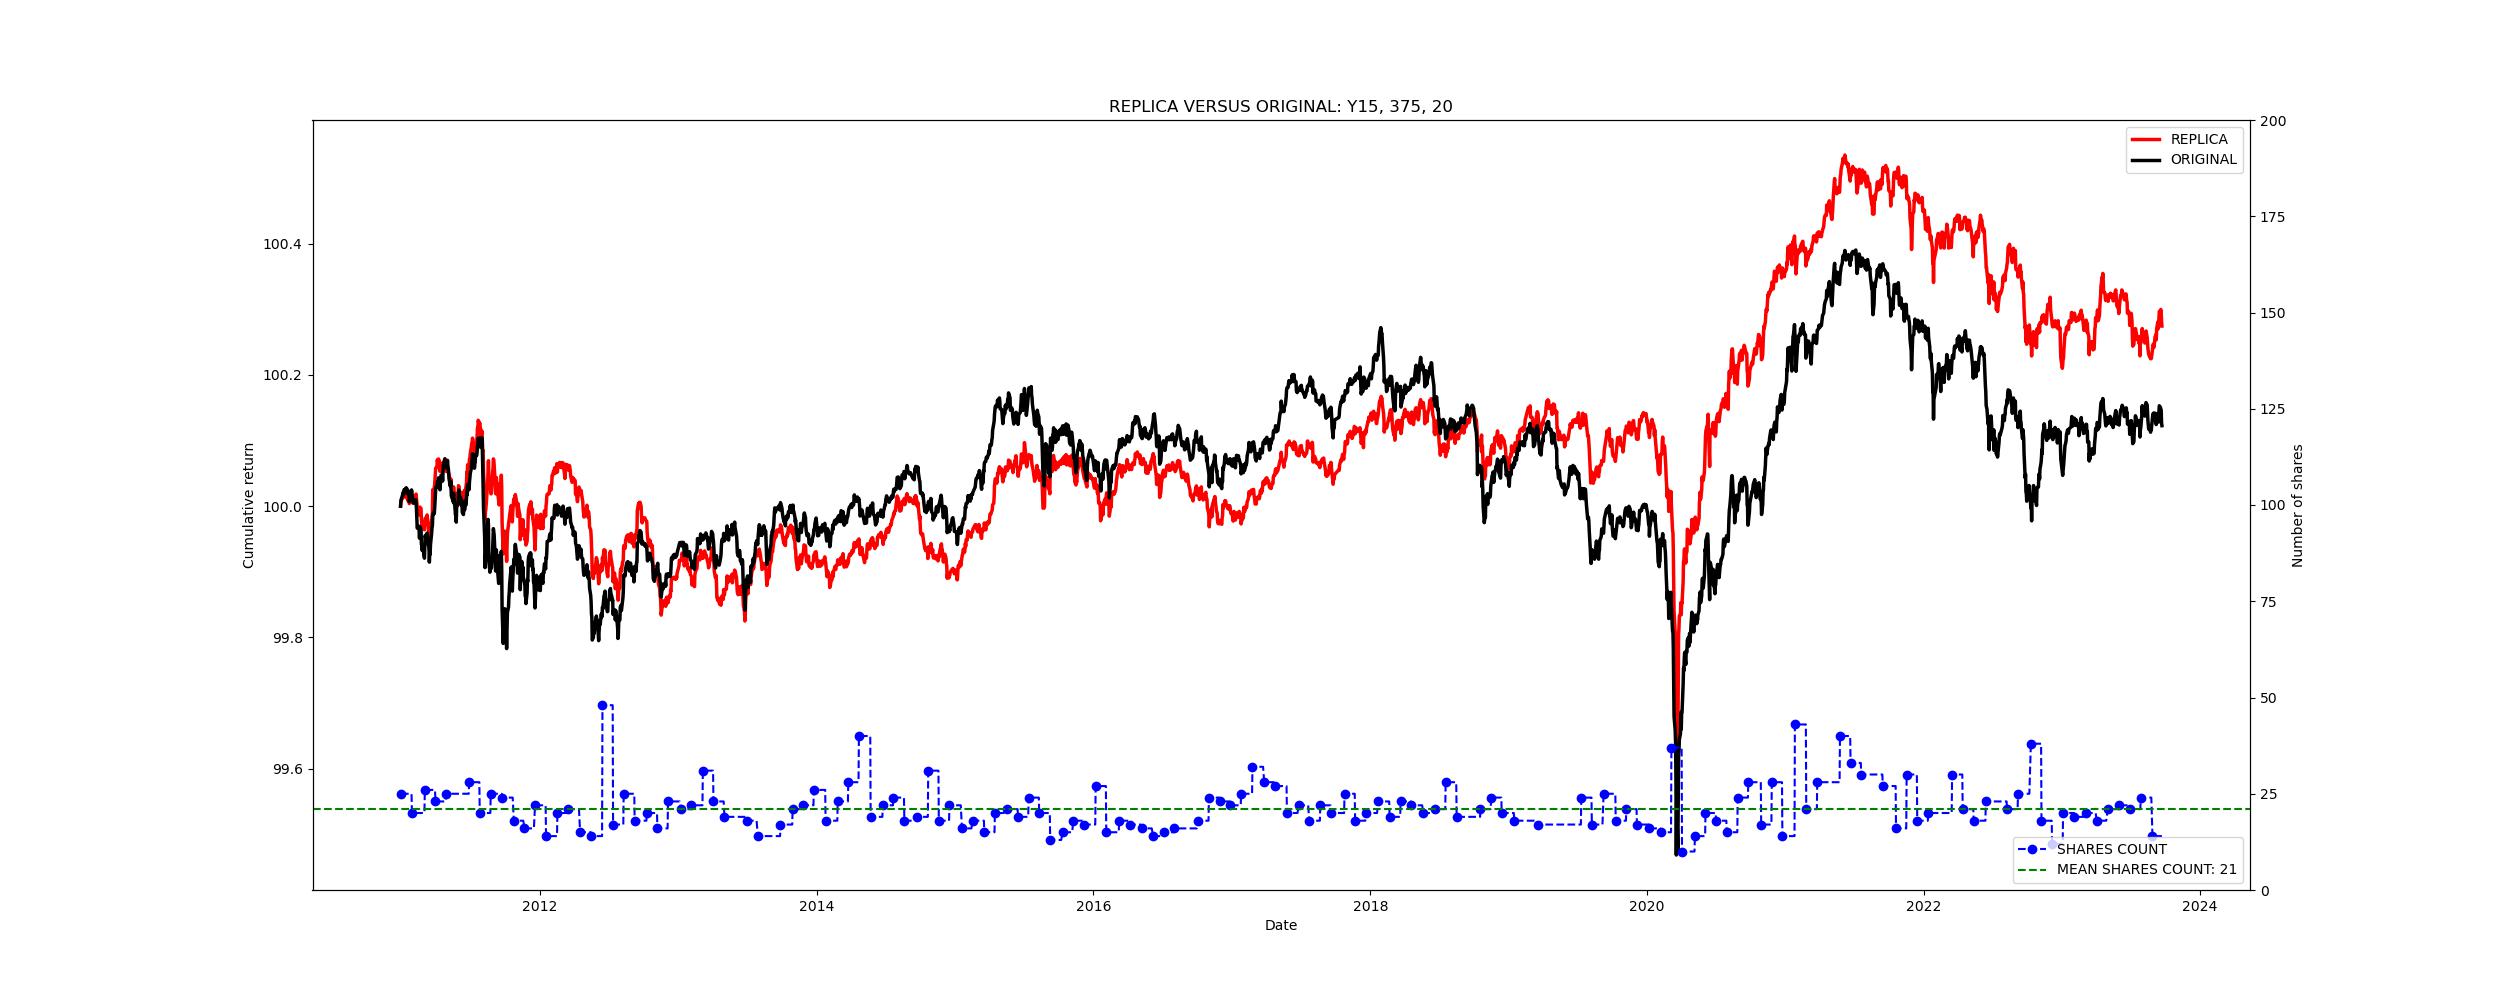 REPLICA VERSUS ORIGINAL: Y15, 375, 20
REPLICA
ORIGINAL
Cumulative return
100.4
100.2
100.0
99.8
99.6
Number of shares
200
175
150
125
100
75
50
25
0
SHARES COUNT
MEAN SHARES COUNT: 21
2012
2014
2016
2018
2020
2022
2024
Date